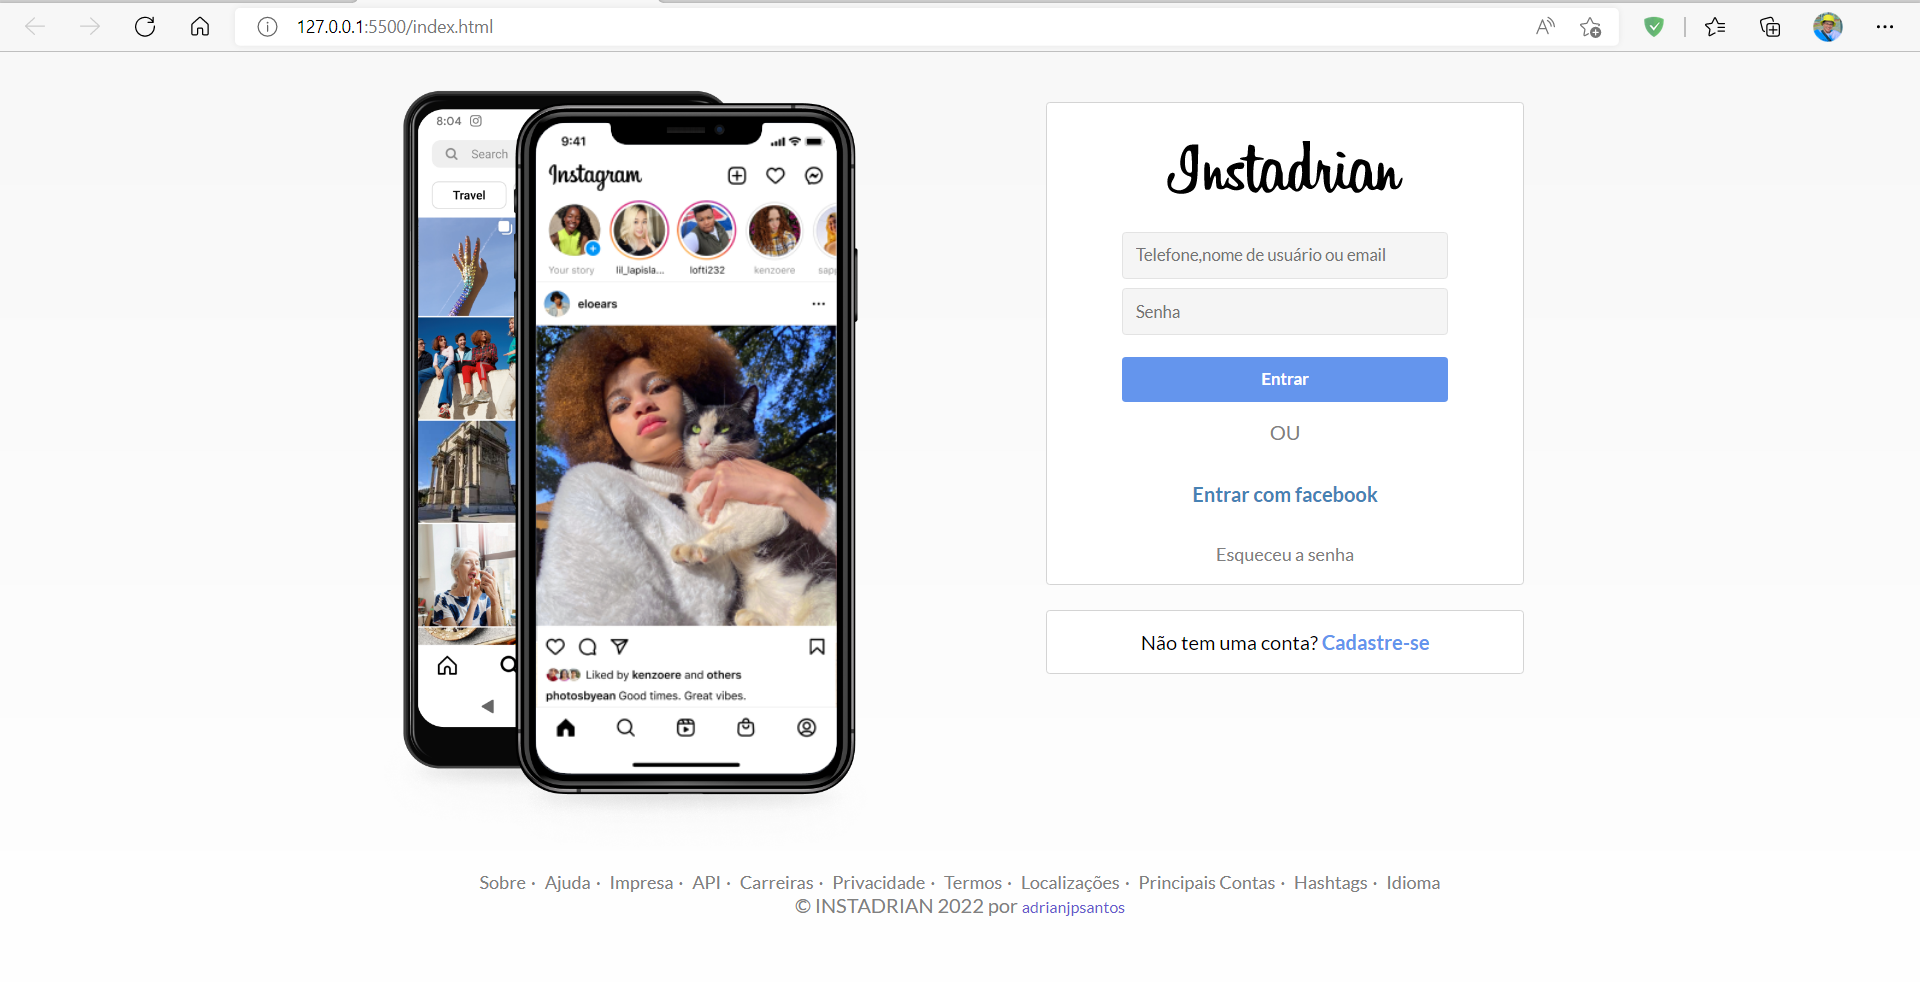 127.0.0.1:5500/index.html
8:04
Search
Travel
9:41
Instagram
Your story
lil_lapisla...
lofti232
kenzoere
sap
eloears
Liked by kenzoere and others
photosbyean Good times. Great vibes.
Instadrian
Telefone,nome de usuário ou email
Senha
Entrar
OU
Entrar com facebook
Esqueceu a senha
Não tem uma conta? Cadastre-se
Sobre · Ajuda · Impresa · API · Carreiras · Privacidade · Termos · Localizações · Principais Contas · Hashtags · Idioma
© INSTADRIAN 2022 por adrianjpsantos